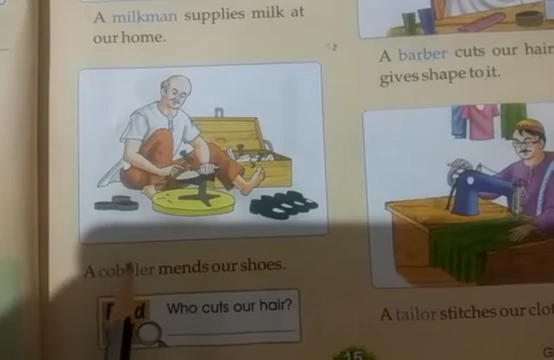 A milkman supplies milk at
our home.
A barber cuts our hair
gives shape to it.
A cobbler mends our shoes.
Who cuts our hair?
A tailor stitches our
15